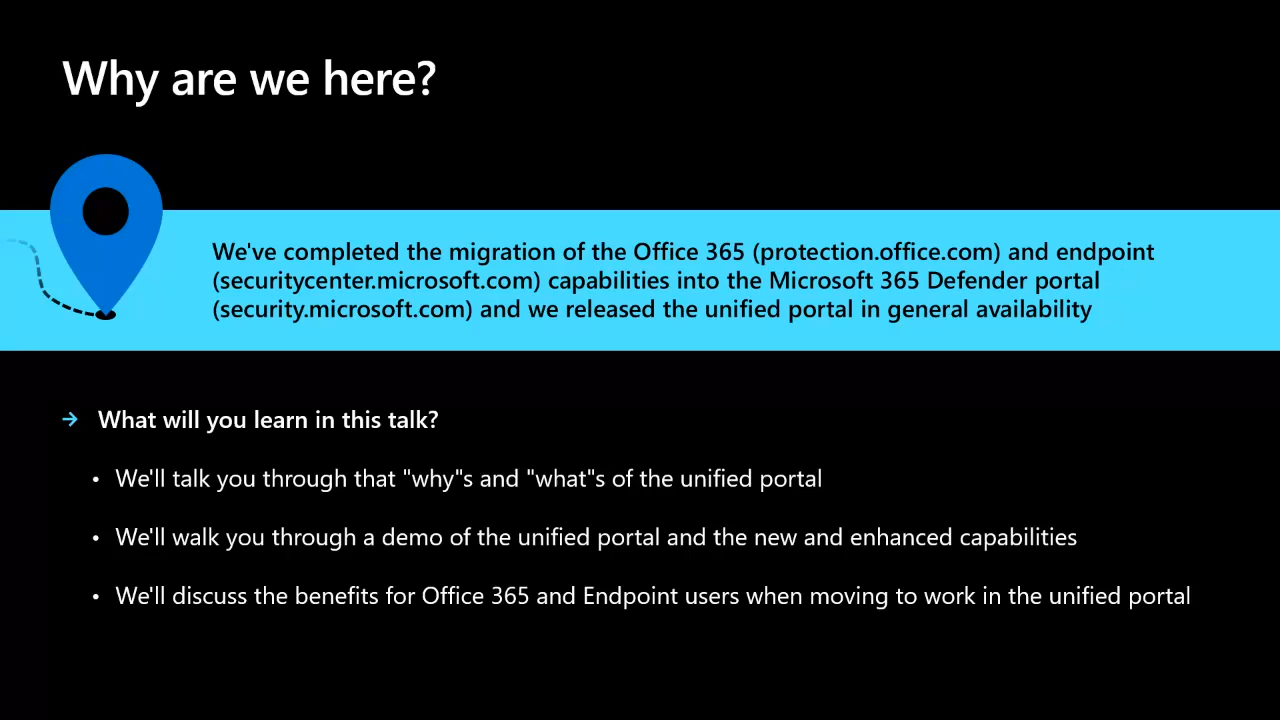 Why are we here?
We've completed the migration of the Office 365 (protection.office.com) and endpoint
(securitycenter.microsoft.com) capabilities into the Microsoft 365 Defender portal
(security.microsoft.com) and we released the unified portal in general availability
→ What will you learn in this talk?
• We'll talk you through that "why"s and "what"s of the unified portal
• We'll walk you through a demo of the unified portal and the new and enhanced capabilities
• We'll discuss the benefits for Office 365 and Endpoint users when moving to work in the unified portal